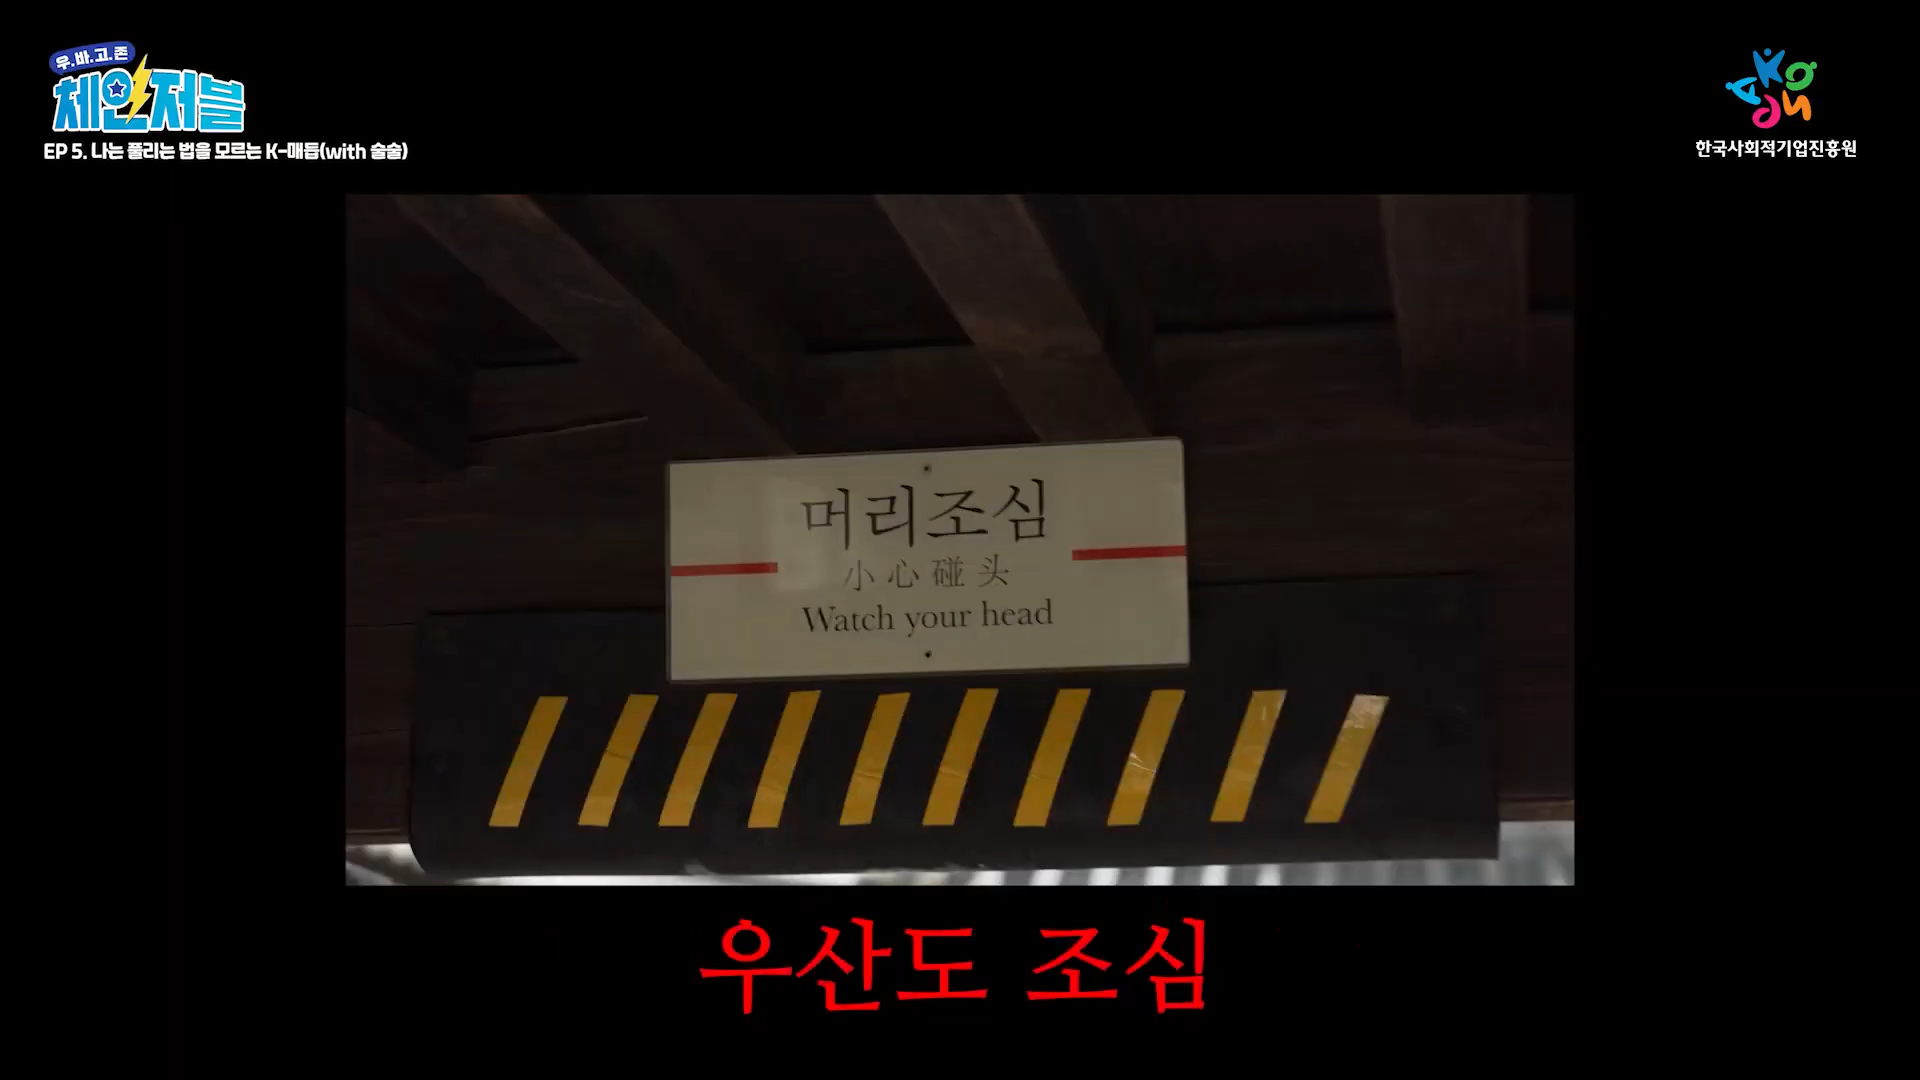 우.바.고.존
체인저블
EP 5. 나는 풀리는 법을 모르는 K-매듭(with 술술)
한국사회적기업진흥원
머리조심
小心碰头
Watch your head
우산도 조심